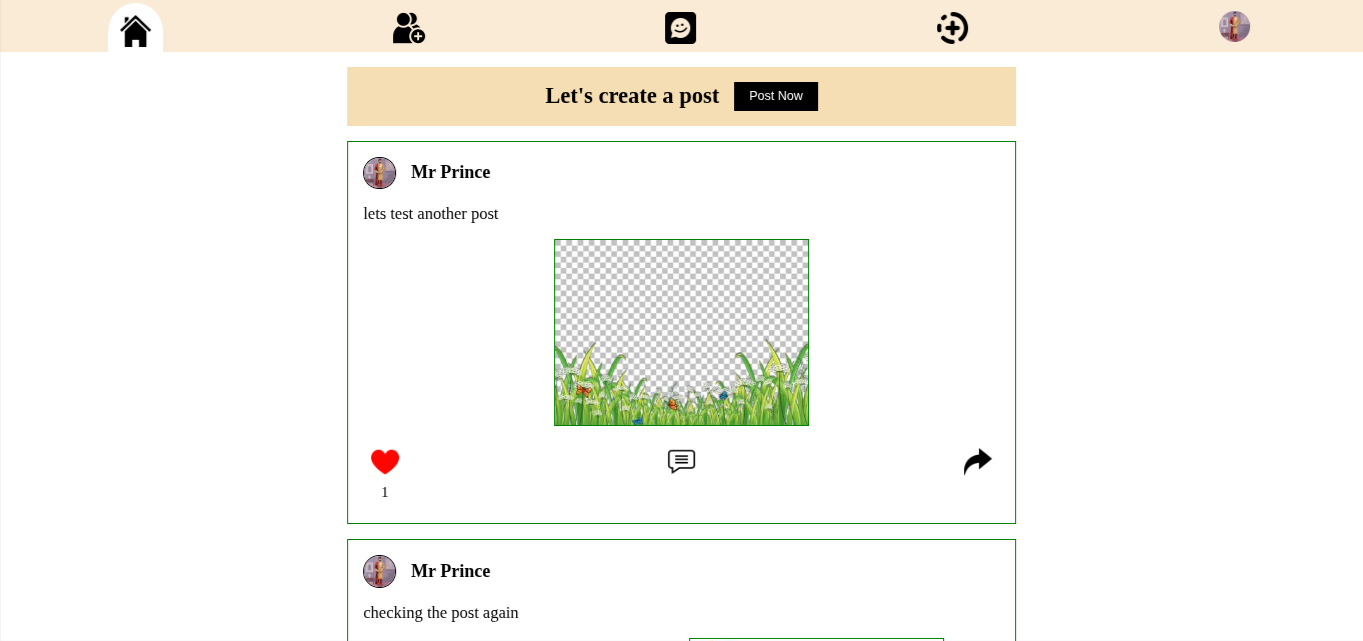 Let's create a post
Post Now
Mr Prince
lets test another post
1
Mr Prince
checking the post again